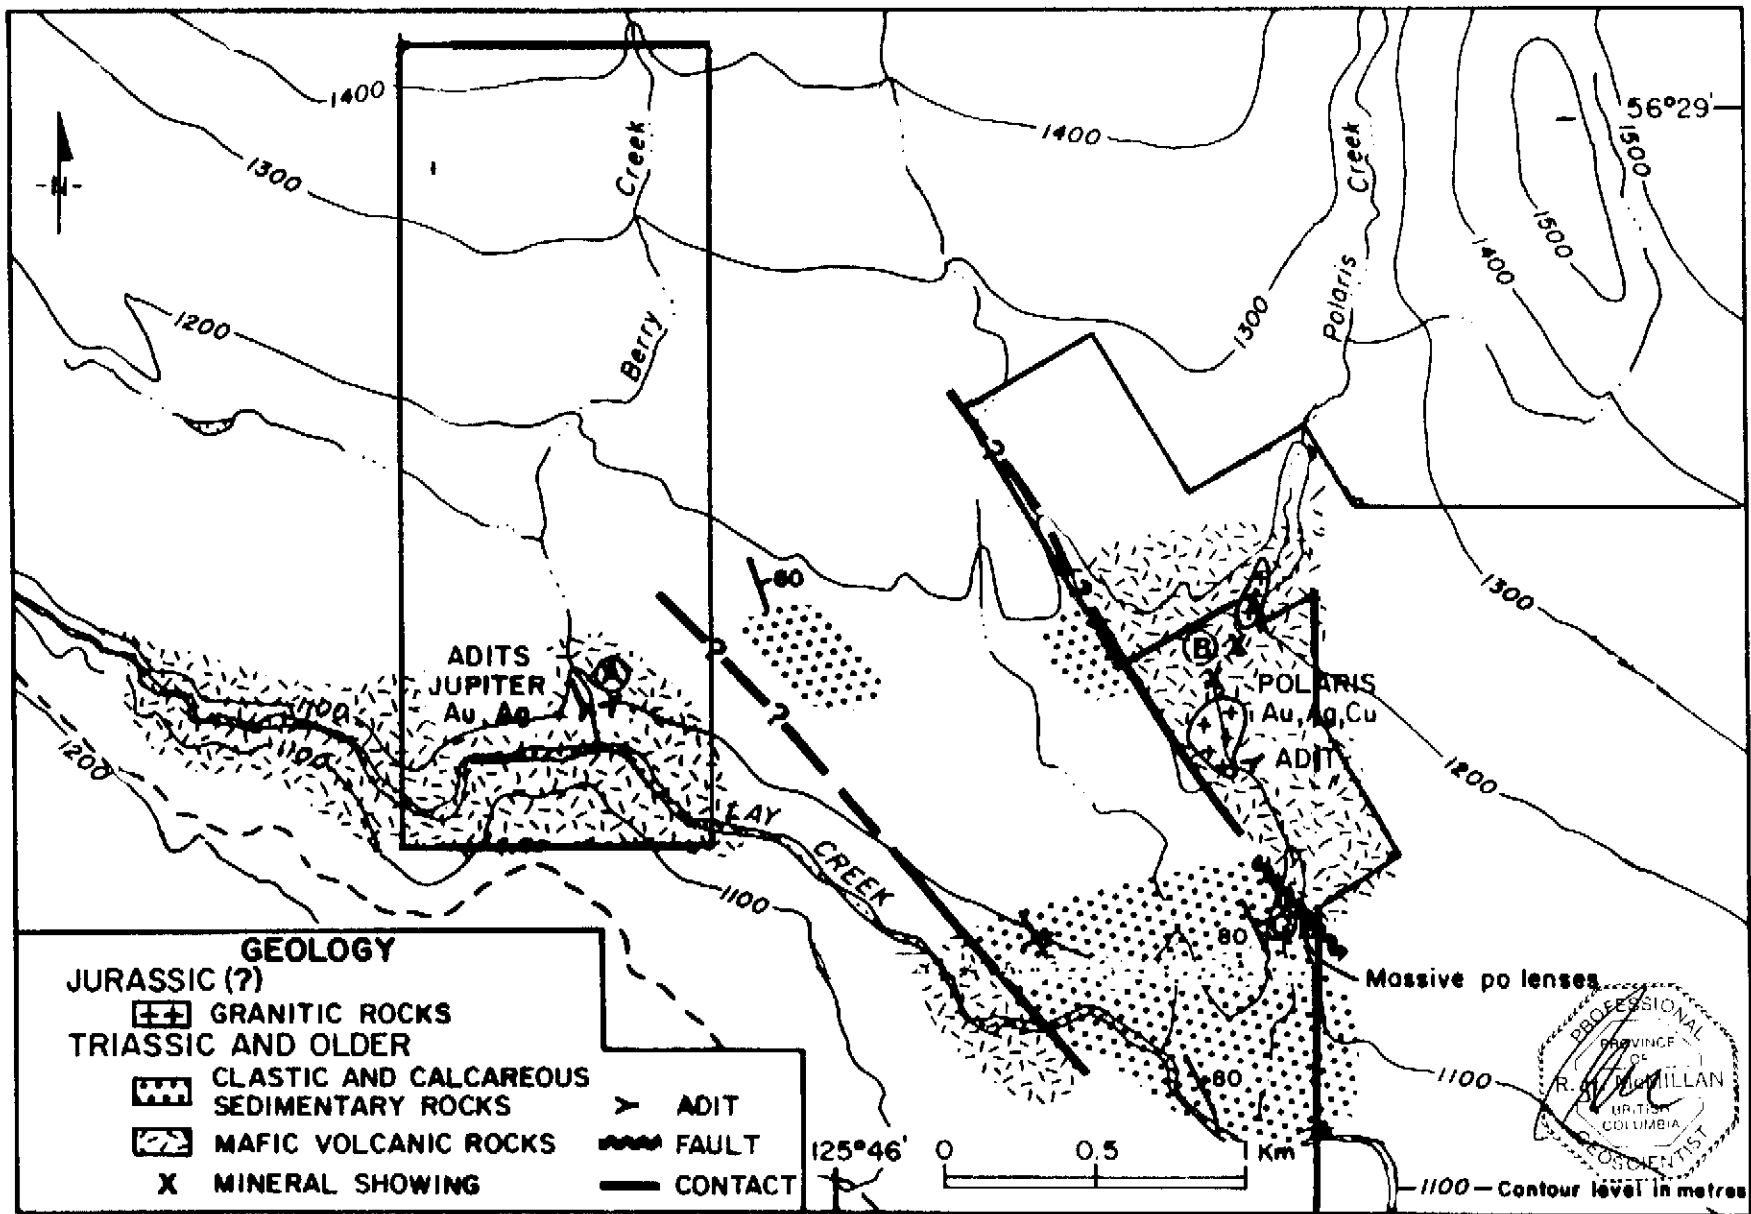 1400
Creek
1400
Creek
1500
56°29'
-N-
1300
1500
1400
Polaris
1300
1200
Berry
60
1300
ADITS
JUPITER
Au, Ag
A
B
POLARIS
Au, Ag, Cu
ADIT
1100
1100
1200
1200
LAY
CREEK
1100
80
Massive po lenses
80
1100
GEOLOGY
JURASSIC (?)
GRANITIC ROCKS
TRIASSIC AND OLDER
CLASTIC AND CALCAREOUS
SEDIMENTARY ROCKS
MAFIC VOLCANIC ROCKS
X MINERAL SHOWING
ADIT
FAULT
CONTACT
125°46'
0 0.5 1 Km
1100 — Contour level in metres
PROFESSIONAL
PROVINCE
OF
McMILLAN
BRITISH
COLUMBIA
GEOSCIENTIST